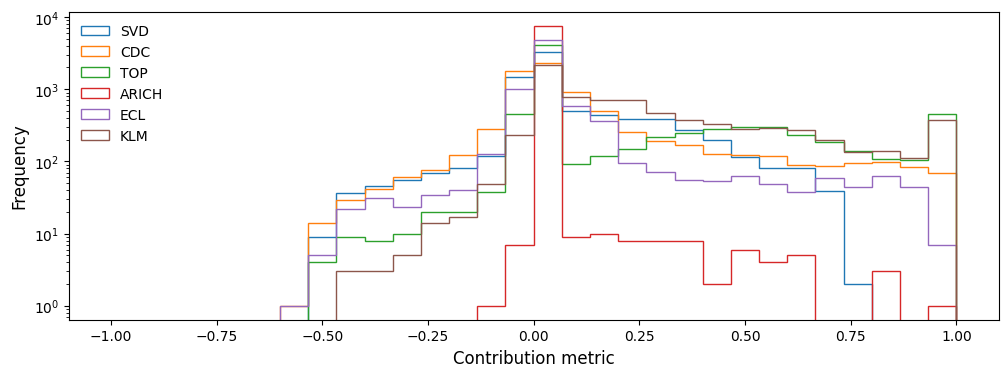 SVD
CDC
TOP
ARICH
ECL
KLM
Frequency
10⁴
10³
10²
10¹
10⁰
−1.00 −0.75 −0.50 −0.25 0.00 0.25 0.50 0.75 1.00
Contribution metric